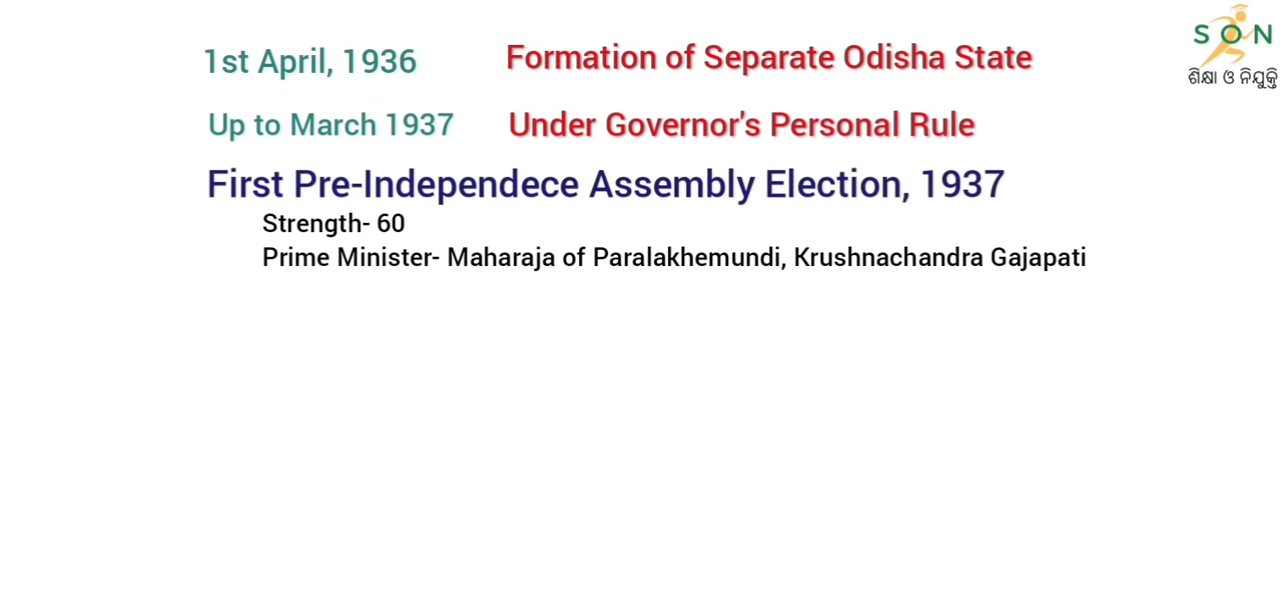 1st April, 1936 Formation of Separate Odisha State
Up to March 1937 Under Governor's Personal Rule
First Pre-Independece Assembly Election, 1937
Strength- 60
Prime Minister- Maharaja of Paralakhemundi, Krushnachandra Gajapati
SON
ଶିକ୍ଷା ଓ ନିଯୁକ୍ତି